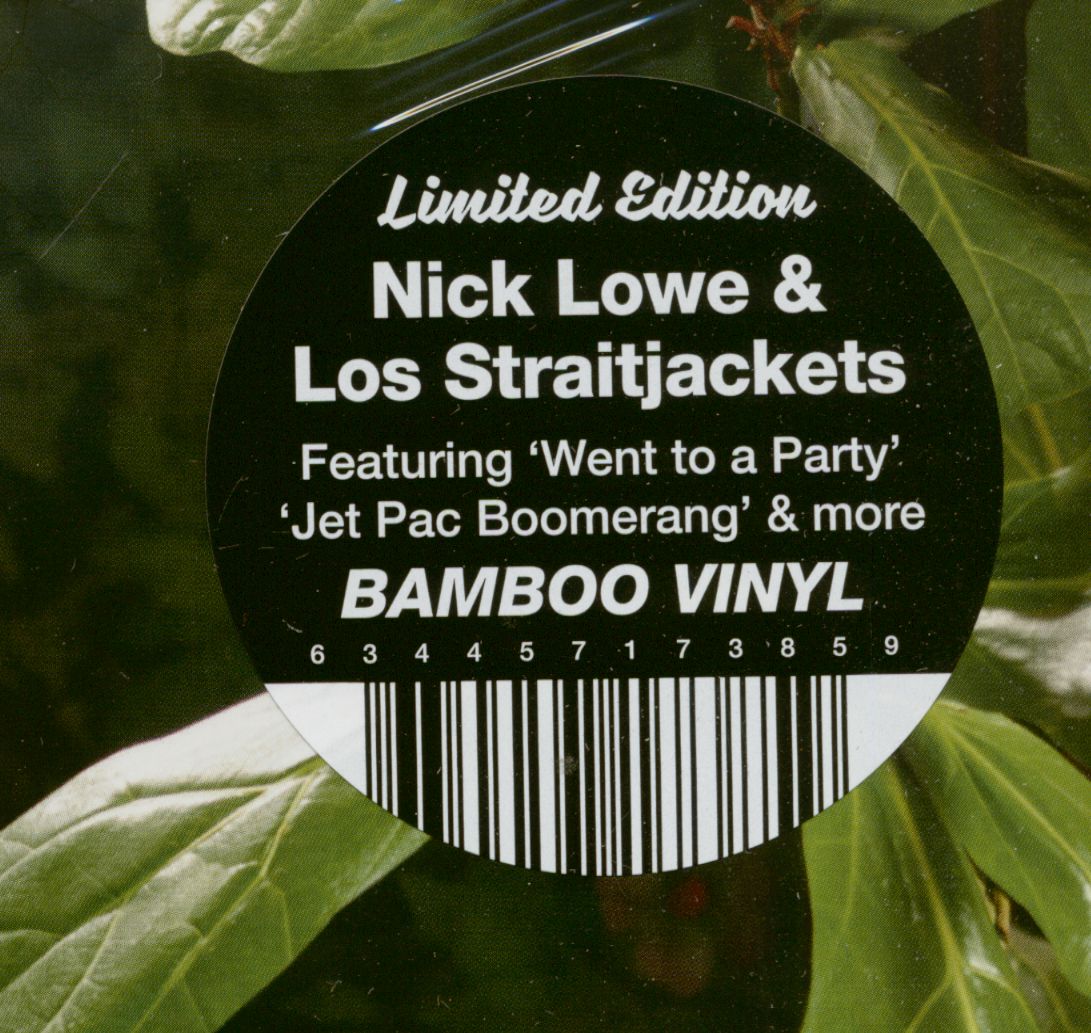 Limited Edition
Nick Lowe &
Los Straitjackets
Featuring ‘Went to a Party’
‘Jet Pac Boomerang’ & more
BAMBOO VINYL
6 3 4 4 5 7 1 7 3 8 5 9